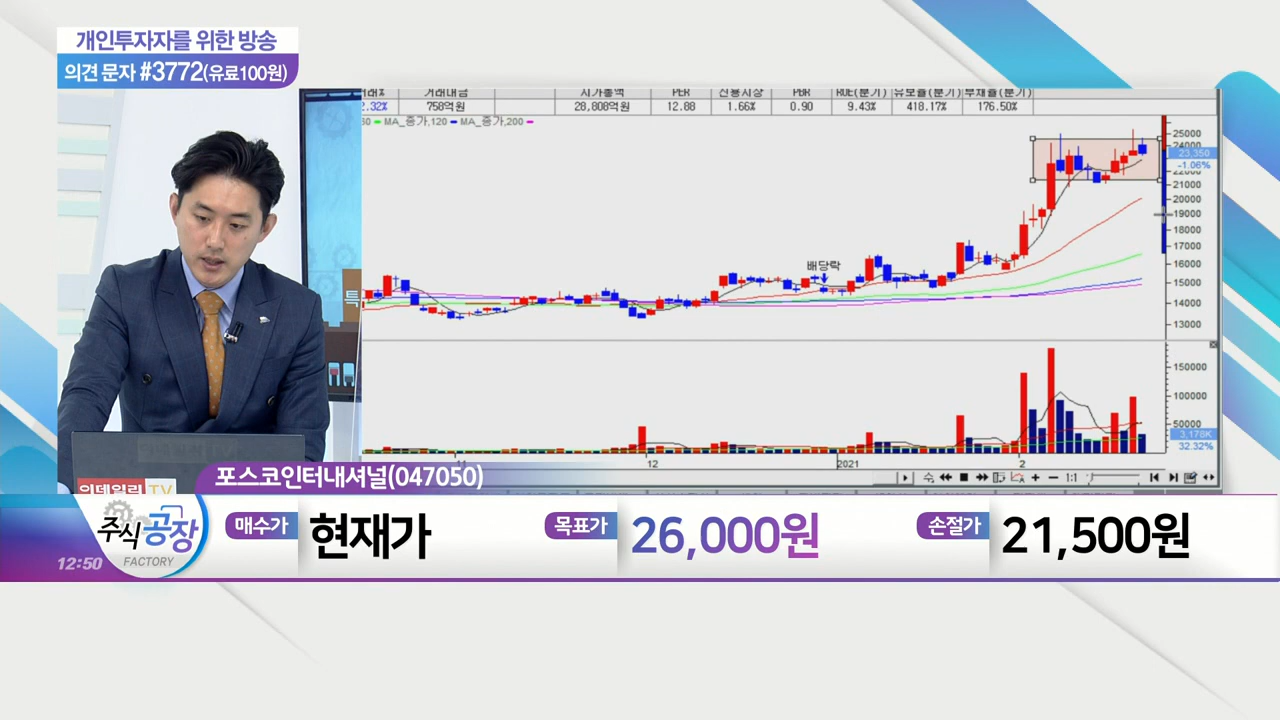 개인투자자를 위한 방송
의견 문자 #3772(유료100원)
거래대금 시가총액 PER 신용시장 PBR ROE(분기) 유보율(분기) 부채율(분기)
2.32% 758억원 28,808억원 12.88 1.66% 0.90 9.43% 418.17% 176.50%
MA_종가,120 MA_종가,200
25000
24000
23,350
-1.06%
22000
21000
20000
19000
18000
17000
16000
15000
14000
13000
배당락
특
150000
100000
50000
3,178K
32.32%
12 2021 2
1:1
포스코인터내셔널(047050)
이데일리TV
주식공장
FACTORY
12:50
매수가 현재가 목표가 26,000원 손절가 21,500원